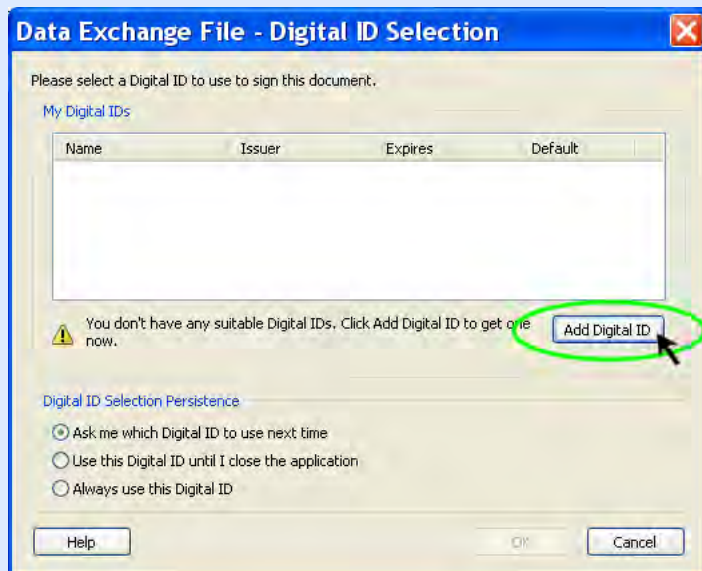 Data Exchange File - Digital ID Selection
Please select a Digital ID to use to sign this document.
My Digital IDs
Name Issuer Expires Default
You don't have any suitable Digital IDs. Click Add Digital ID to get one
now.
Add Digital ID
Digital ID Selection Persistence
Ask me which Digital ID to use next time
Use this Digital ID until I close the application
Always use this Digital ID
Help OK Cancel